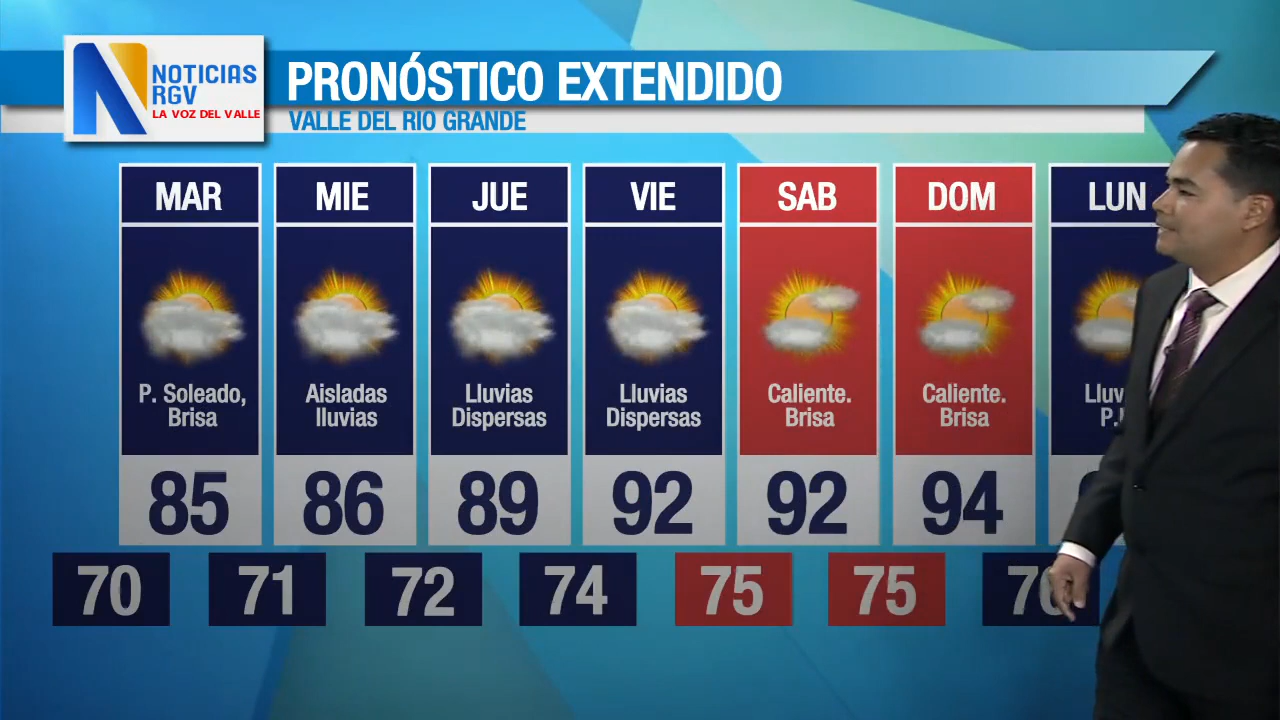 NOTICIAS
RGV
LA VOZ DEL VALLE
PRONÓSTICO EXTENDIDO
VALLE DEL RIO GRANDE
MAR MIE JUE VIE SAB DOM LUN
P. Soleado, Brisa
Aisladas lluvias
Lluvias Dispersas
Lluvias Dispersas
Caliente. Brisa
Caliente. Brisa
85 86 89 92 92 94
70 71 72 74 75 75